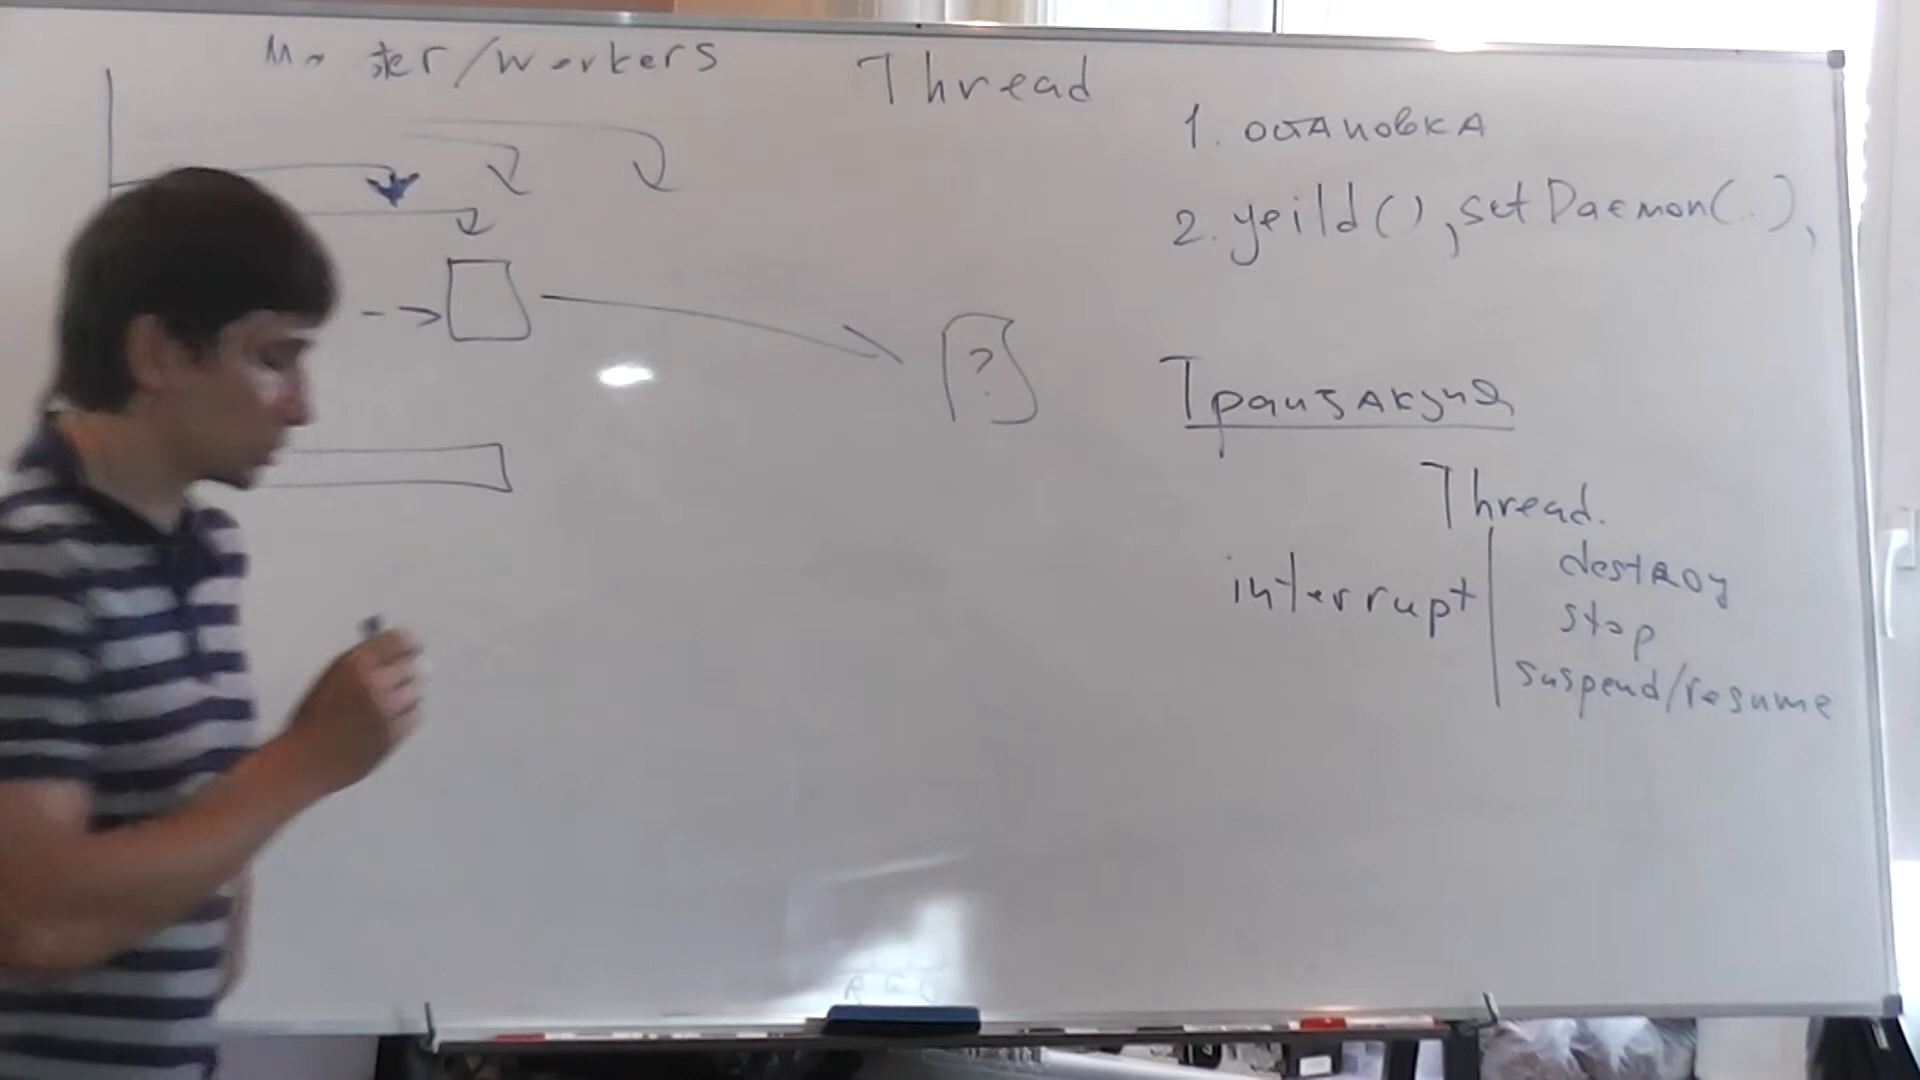 Master/workers
Thread
1. остановка
2. yeild(), setDaemon(..),
?
Транзакция
Thread.
interrupt
destroy
stop
suspend/resume